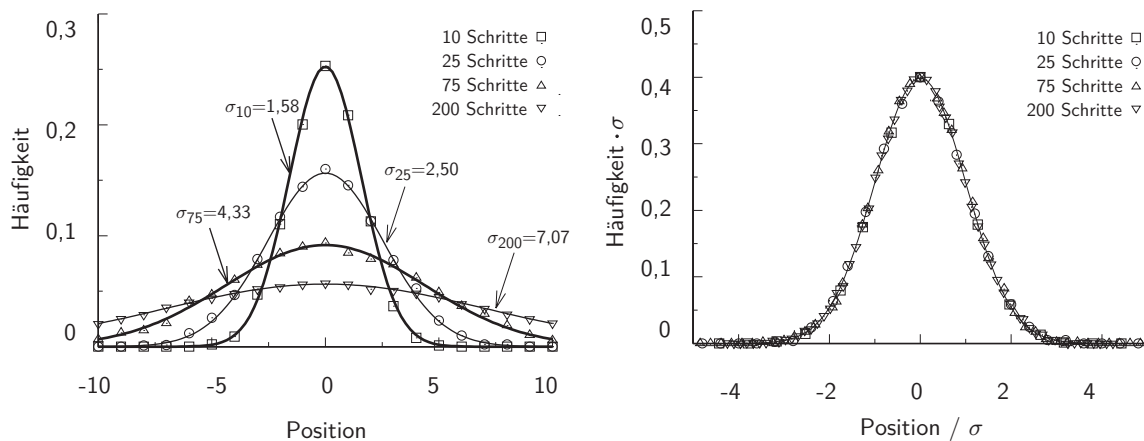 0,3
10 Schritte
25 Schritte
75 Schritte
200 Schritte
σ10=1,58
0,2
Häufigkeit
σ25=2,50
σ75=4,33
0,1
σ200=7,07
0
-10 -5 0 5 10
Position
0,5
10 Schritte
25 Schritte
75 Schritte
200 Schritte
0,4
0,3
Häufigkeit·σ
0,2
0,1
0
-4 -2 0 2 4
Position / σ